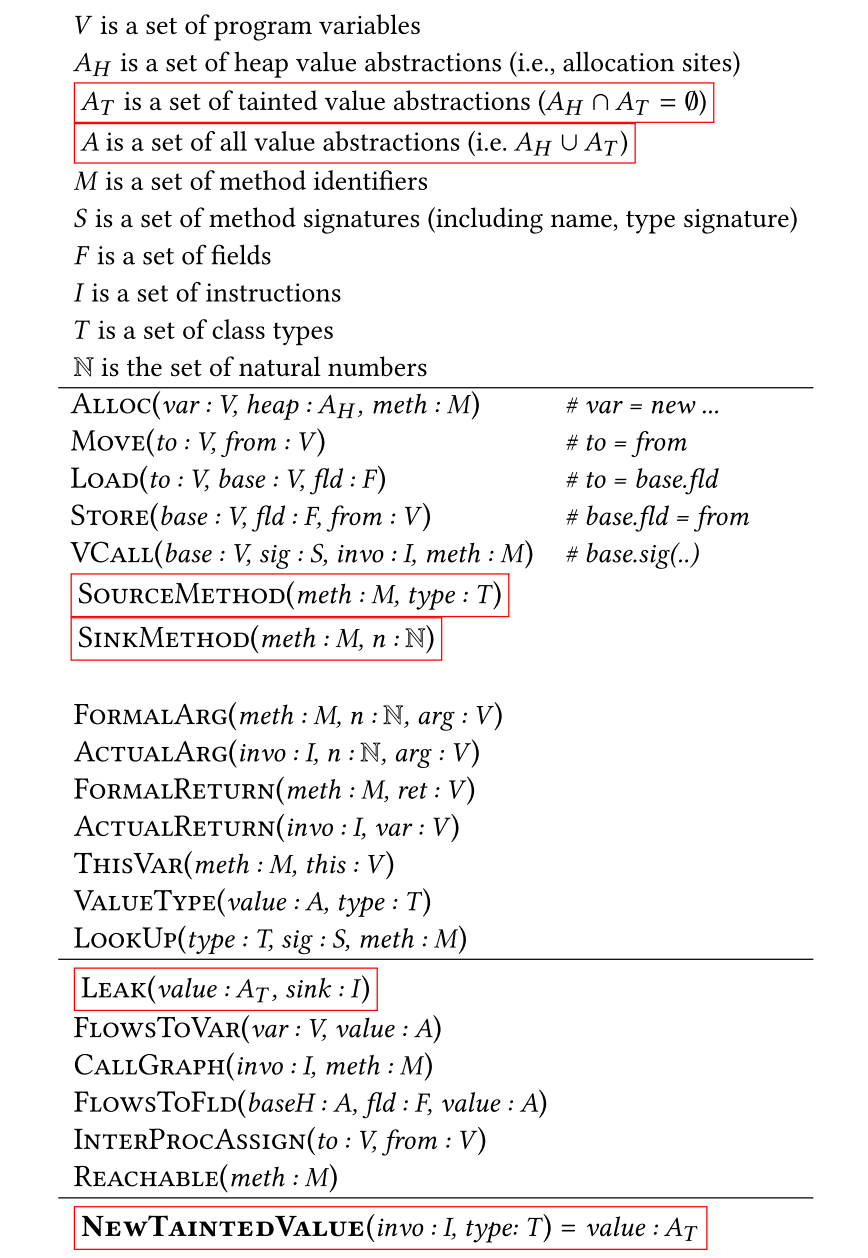 V is a set of program variables
A_H is a set of heap value abstractions (i.e., allocation sites)
A_T is a set of tainted value abstractions (A_H ∩ A_T = ∅)
A is a set of all value abstractions (i.e. A_H ∪ A_T)
M is a set of method identifiers
S is a set of method signatures (including name, type signature)
F is a set of fields
I is a set of instructions
T is a set of class types
ℕ is the set of natural numbers
ALLOC(var : V, heap : A_H, meth : M) # var = new ...
MOVE(to : V, from : V) # to = from
LOAD(to : V, base : V, fld : F) # to = base.fld
STORE(base : V, fld : F, from : V) # base.fld = from
VCALL(base : V, sig : S, invo : I, meth : M) # base.sig(..)
SOURCEMETHOD(meth : M, type : T)
SINKMETHOD(meth : M, n : ℕ)
FORMALARG(meth : M, n : ℕ, arg : V)
ACTUALARG(invo : I, n : ℕ, arg : V)
FORMALRETURN(meth : M, ret : V)
ACTUALRETURN(invo : I, var : V)
THISVAR(meth : M, this : V)
VALUETYPE(value : A, type : T)
LOOKUP(type : T, sig : S, meth : M)
LEAK(value : A_T, sink : I)
FLOWSTOVAR(var : V, value : A)
CALLGRAPH(invo : I, meth : M)
FLOWSTOFLD(baseH : A, fld : F, value : A)
INTERPROCASSIGN(to : V, from : V)
REACHABLE(meth : M)
NEWTAINTEDVALUE(invo : I, type: T) = value : A_T